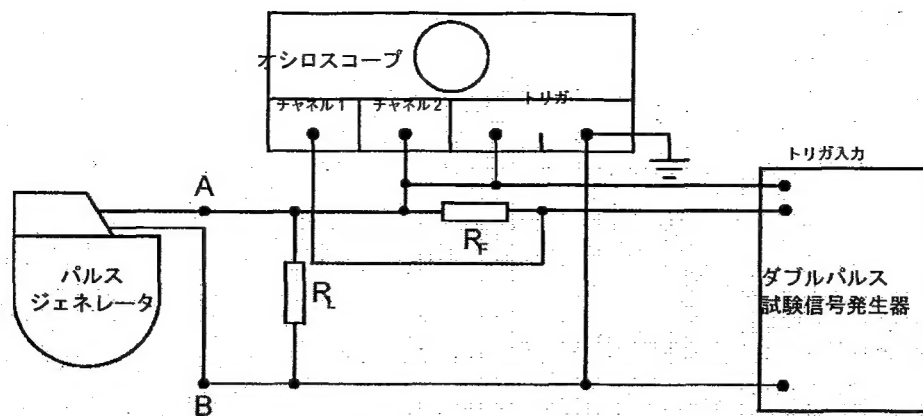 オシロスコープ
チャネル1
チャネル2
トリガ
トリガ入力
A
R_F
パルス
ジェネレータ
R_L
ダブルパルス
試験信号発生器
B